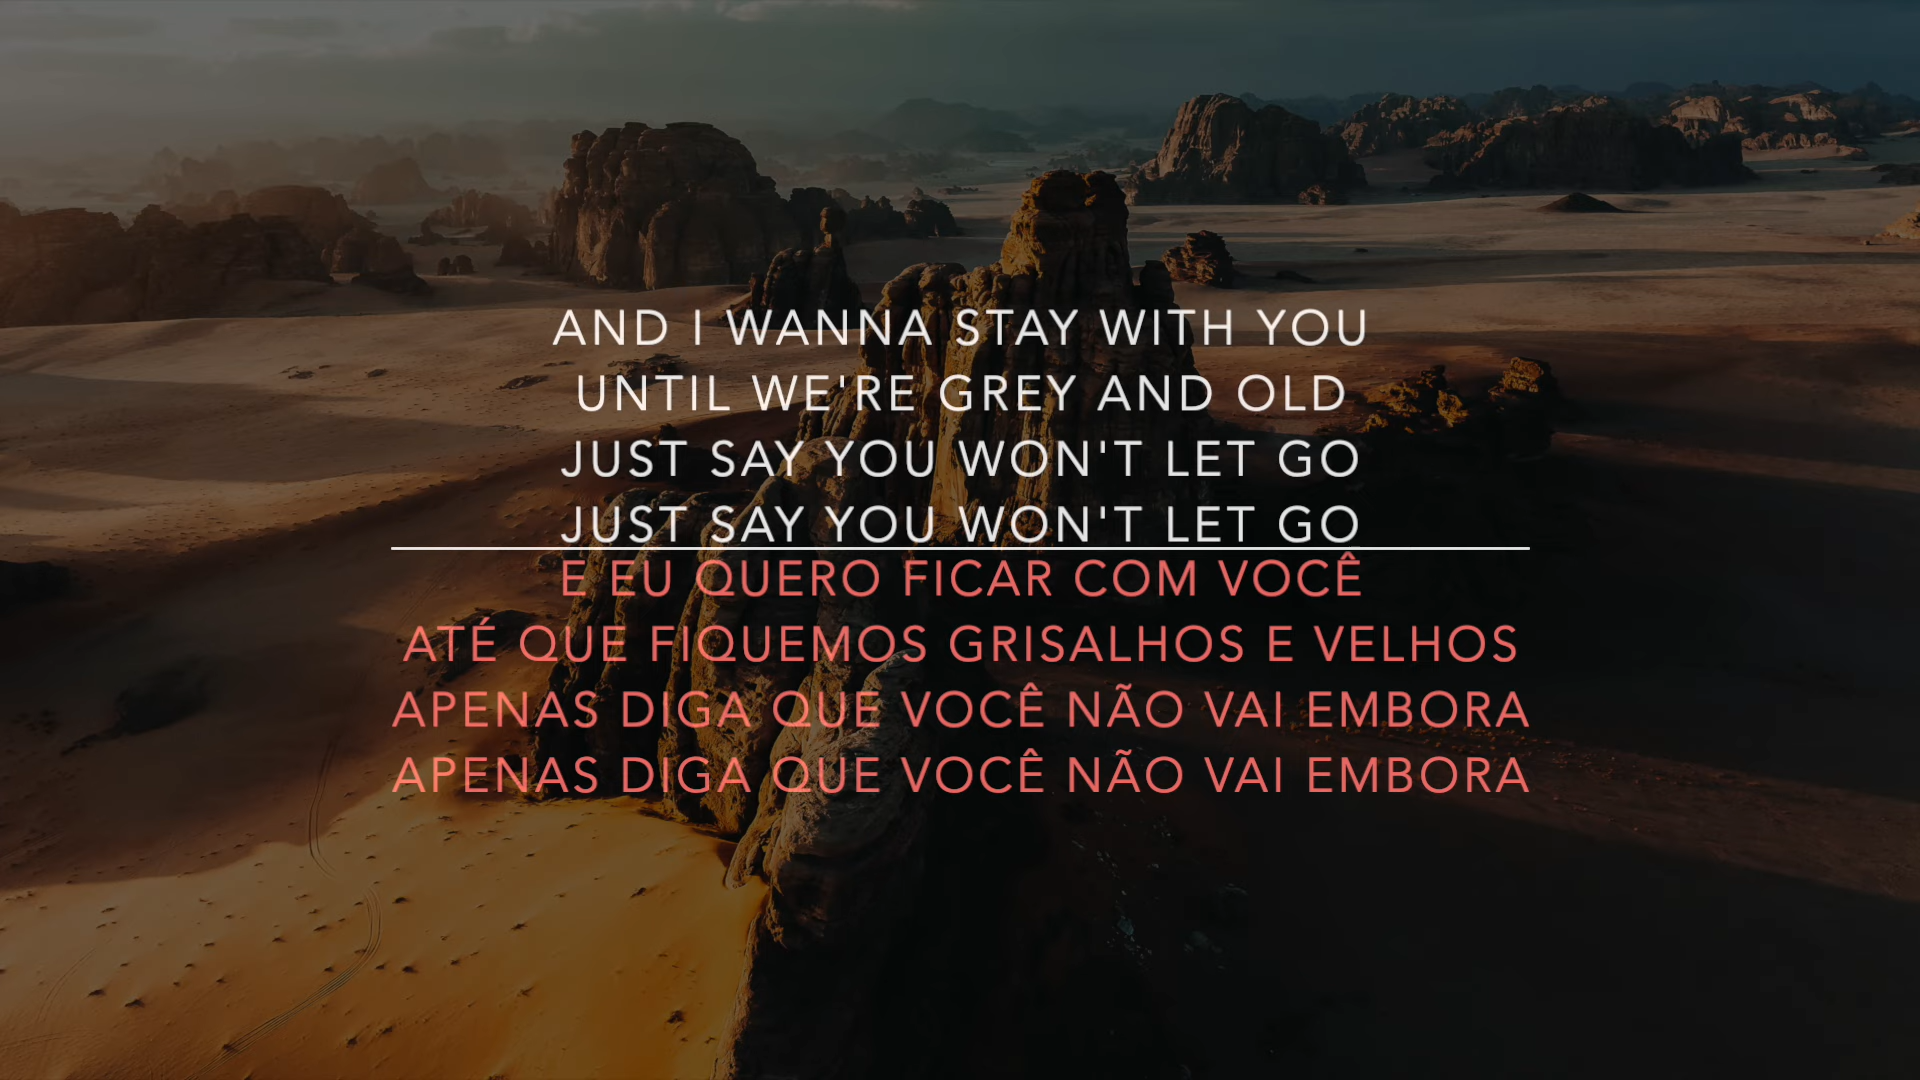 AND I WANNA STAY WITH YOU
UNTIL WE'RE GREY AND OLD
JUST SAY YOU WON'T LET GO
JUST SAY YOU WON'T LET GO
E EU QUERO FICAR COM VOCÊ
ATÉ QUE FIQUEMOS GRISALHOS E VELHOS
APENAS DIGA QUE VOCÊ NÃO VAI EMBORA
APENAS DIGA QUE VOCÊ NÃO VAI EMBORA